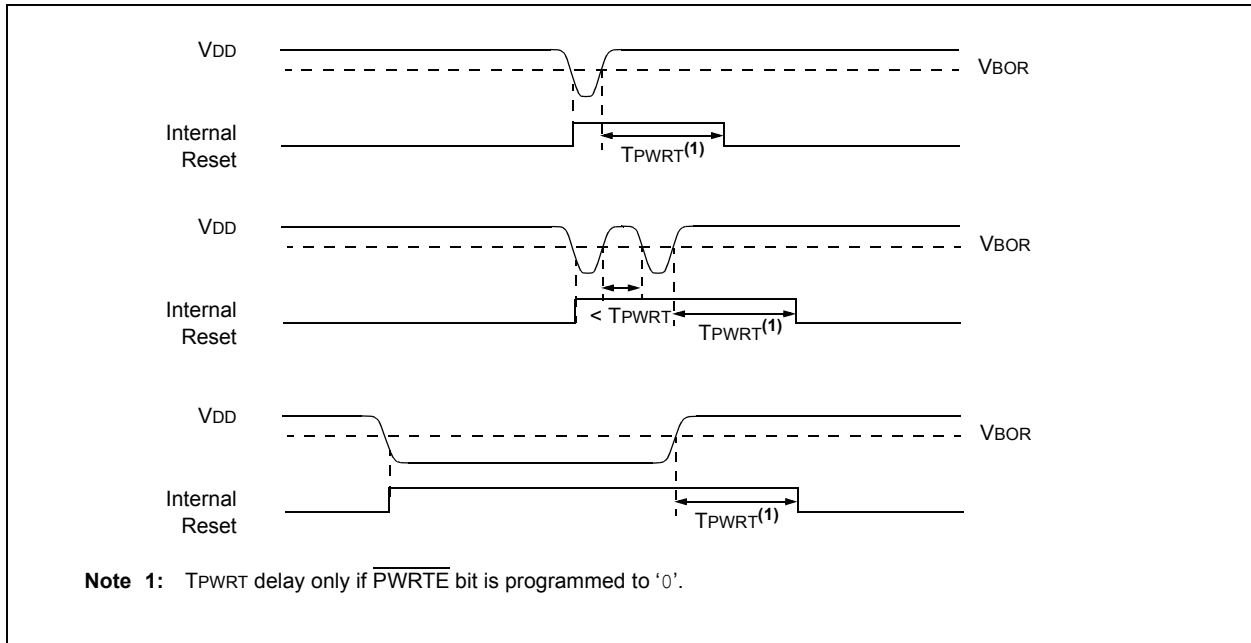 VDD
VBOR
Internal
Reset
TPWRT(1)
VDD
VBOR
Internal
Reset
< TPWRT
TPWRT(1)
VDD
VBOR
Internal
Reset
TPWRT(1)
Note 1: TPWRT delay only if PWRTE bit is programmed to ‘0’.